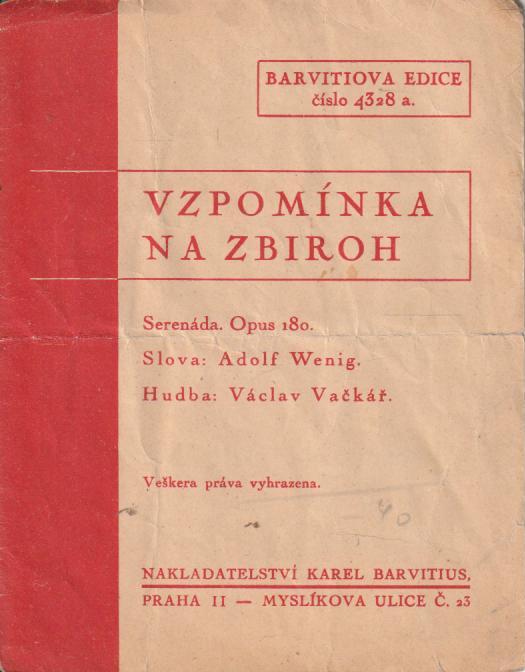 BARVITIOVA EDICE
číslo 4328 a.
VZPOMÍNKA
NA ZBIROH
Serenáda. Opus 180.
Slova: Adolf Wenig.
Hudba: Václav Vačkář.
Veškera práva vyhrazena.
40
NAKLADATELSTVÍ KAREL BARVITIUS,
PRAHA II — MYSLÍKOVA ULICE Č. 23